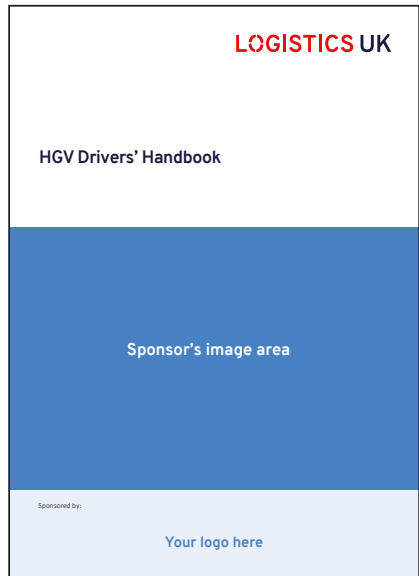 LOGISTICS UK
HGV Drivers’ Handbook
Sponsor’s image area
Sponsored by:
Your logo here